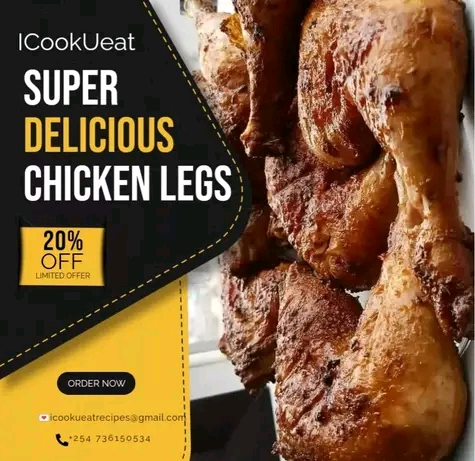 ICookUeat
SUPER
DELICIOUS
CHICKEN LEGS
20%
OFF
LIMITED OFFER
ORDER NOW
icookueatrecipes@gmail.com
+254 736150534